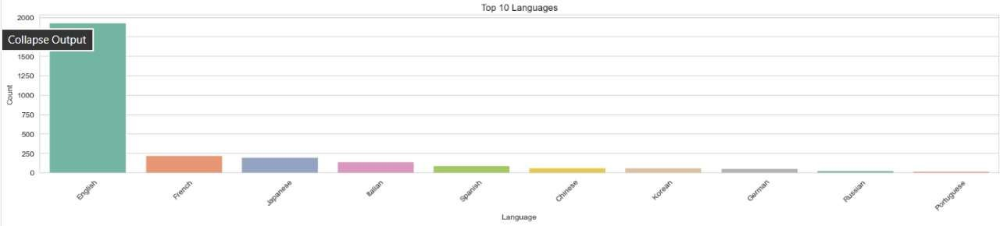 Top 10 Languages
2000
Collapse Output
1500
1250
1000
750
500
250
0
Count
English
French
Japanese
Italian
Spanish
Chinese
Korean
German
Russian
Portuguese
Language